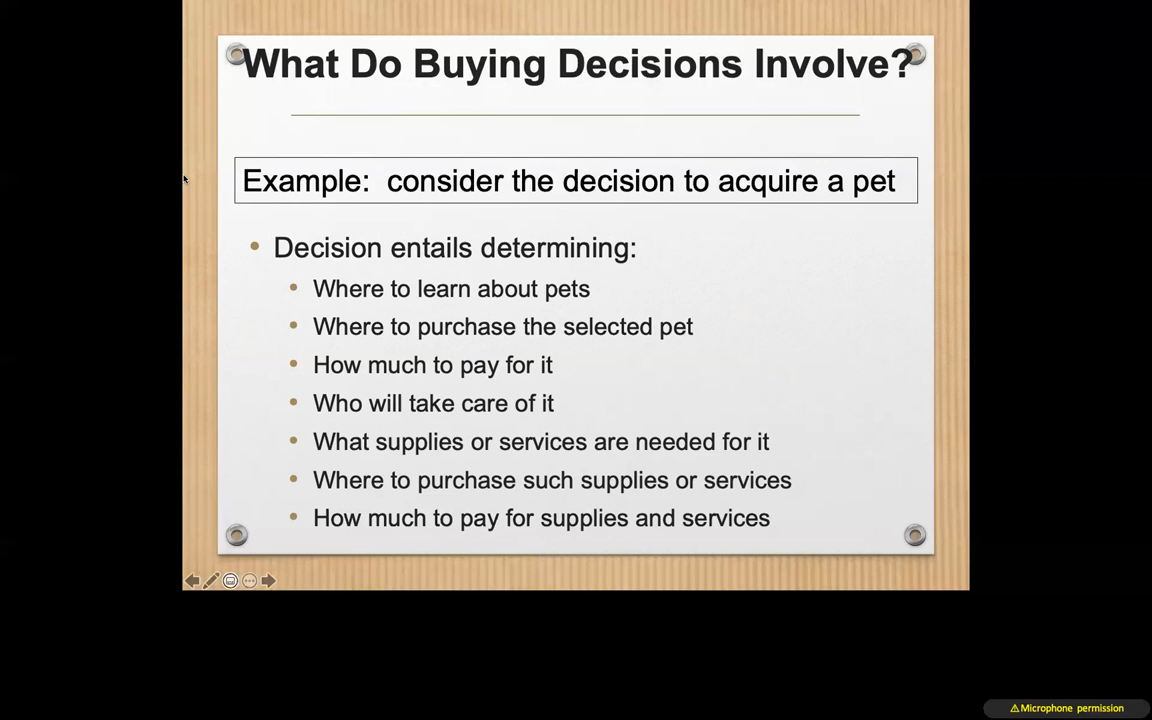 What Do Buying Decisions Involve?
Example:  consider the decision to acquire a pet
• Decision entails determining:
• Where to learn about pets
• Where to purchase the selected pet
• How much to pay for it
• Who will take care of it
• What supplies or services are needed for it
• Where to purchase such supplies or services
• How much to pay for supplies and services
⚠Microphone permission